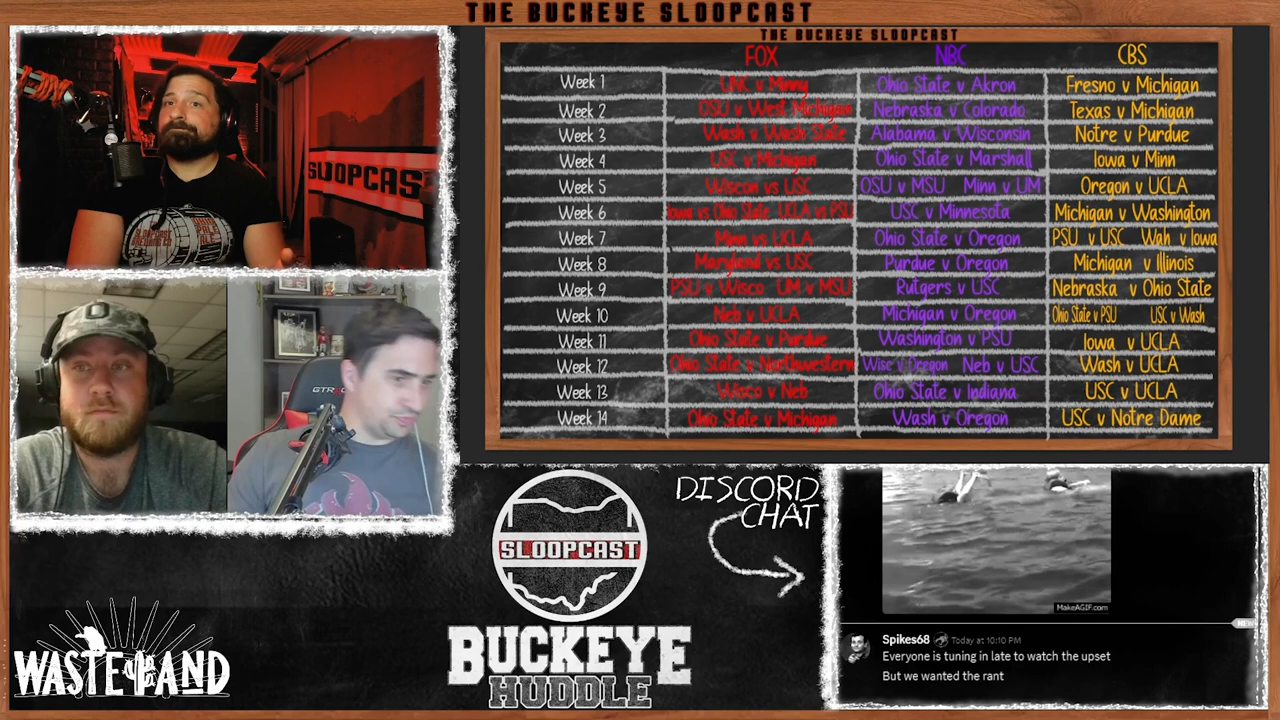 THE BUCKEYE SLOOPCAST
THE BUCKEYE SLOOPCAST
FOX NBC CBS
Week 1 UNC v Minny Ohio State v Akron Fresno v Michigan
Week 2 OSU v West Michigan Nebraska v Colorado Texas v Michigan
Week 3 Wash v Wash State Alabama v Wisconsin Notre v Purdue
Week 4 USC v Michigan Ohio State v Marshall Iowa v Minn
Week 5 Wiscon vs USC OSU v MSU Minn v UM Oregon v UCLA
Week 6 Iowa vs Ohio State UCLA vs PSU USC v Minnesota Michigan v Washington
Week 7 Minn vs UCLA Ohio State v Oregon PSU v USC Wah v Iowa
Week 8 Maryland vs USC Purdue v Oregon Michigan v Illinois
Week 9 PSU v Wisco UM v MSU Rutgers v USC Nebraska v Ohio State
Week 10 Neb v UCLA Michigan v Oregon Ohio State v PSU USC v Wash
Week 11 Ohio State v Purdue Washington v PSU Iowa v UCLA
Week 12 Ohio State v Northwestern Wisc v Oregon Neb v USC Wash v UCLA
Week 13 Wisco v Neb Ohio State v Indiana USC v UCLA
Week 14 Ohio State v Michigan Wash v Oregon USC v Notre Dame
SLOOPCAS
O
GTR
DISCORD
CHAT
SLOOPCAST
BUCKEYE
HUDDLE
WASTELAND
MakeAGIF.com
NEW
Spikes68 Today at 10:10 PM
Everyone is tuning in late to watch the upset
But we wanted the rant